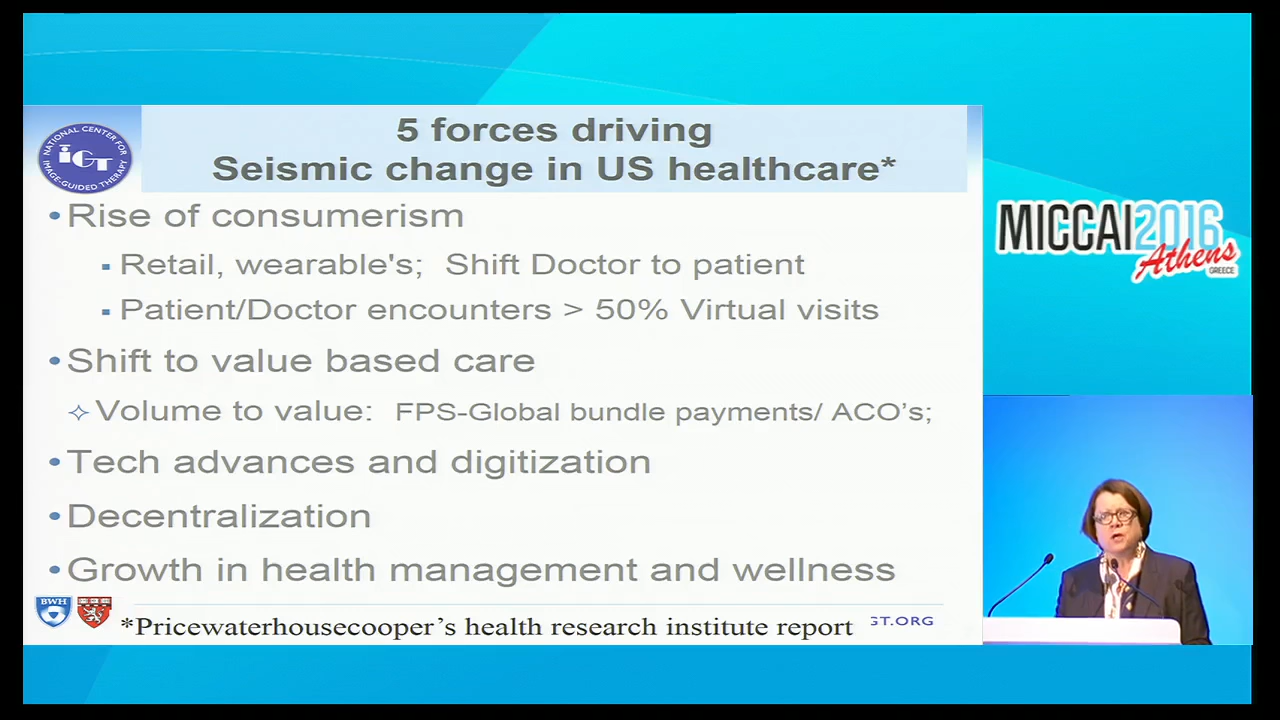 NATIONAL CENTER FOR
IGT
IMAGE-GUIDED THERAPY
5 forces driving
Seismic change in US healthcare*
•Rise of consumerism
▪ Retail, wearable's; Shift Doctor to patient
▪ Patient/Doctor encounters > 50% Virtual visits
•Shift to value based care
✧Volume to value: FPS-Global bundle payments/ ACO’s;
•Tech advances and digitization
•Decentralization
•Growth in health management and wellness
BWH
*Pricewaterhousecooper’s health research institute report
GT.ORG
MICCAI2016
Athens
GREECE